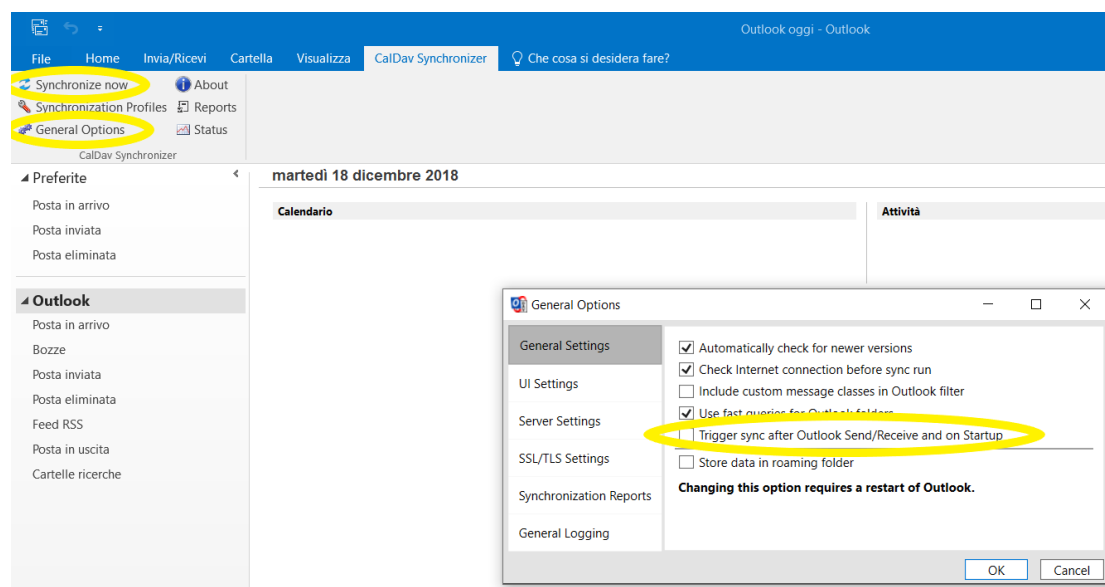 Outlook oggi - Outlook
File Home Invia/Ricevi Cartella Visualizza CalDav Synchronizer Che cosa si desidera fare?
Synchronize now About
Synchronization Profiles Reports
General Options Status
CalDav Synchronizer
Preferite
Posta in arrivo
Posta inviata
Posta eliminata
Outlook
Posta in arrivo
Bozze
Posta inviata
Posta eliminata
Feed RSS
Posta in uscita
Cartelle ricerche
martedì 18 dicembre 2018
Calendario Attività
General Options
General Settings
UI Settings
Server Settings
SSL/TLS Settings
Synchronization Reports
General Logging
Automatically check for newer versions
Check Internet connection before sync run
Include custom message classes in Outlook filter
Use fast queries for Outlook folders
Trigger sync after Outlook Send/Receive and on Startup
Store data in roaming folder
Changing this option requires a restart of Outlook.
OK Cancel